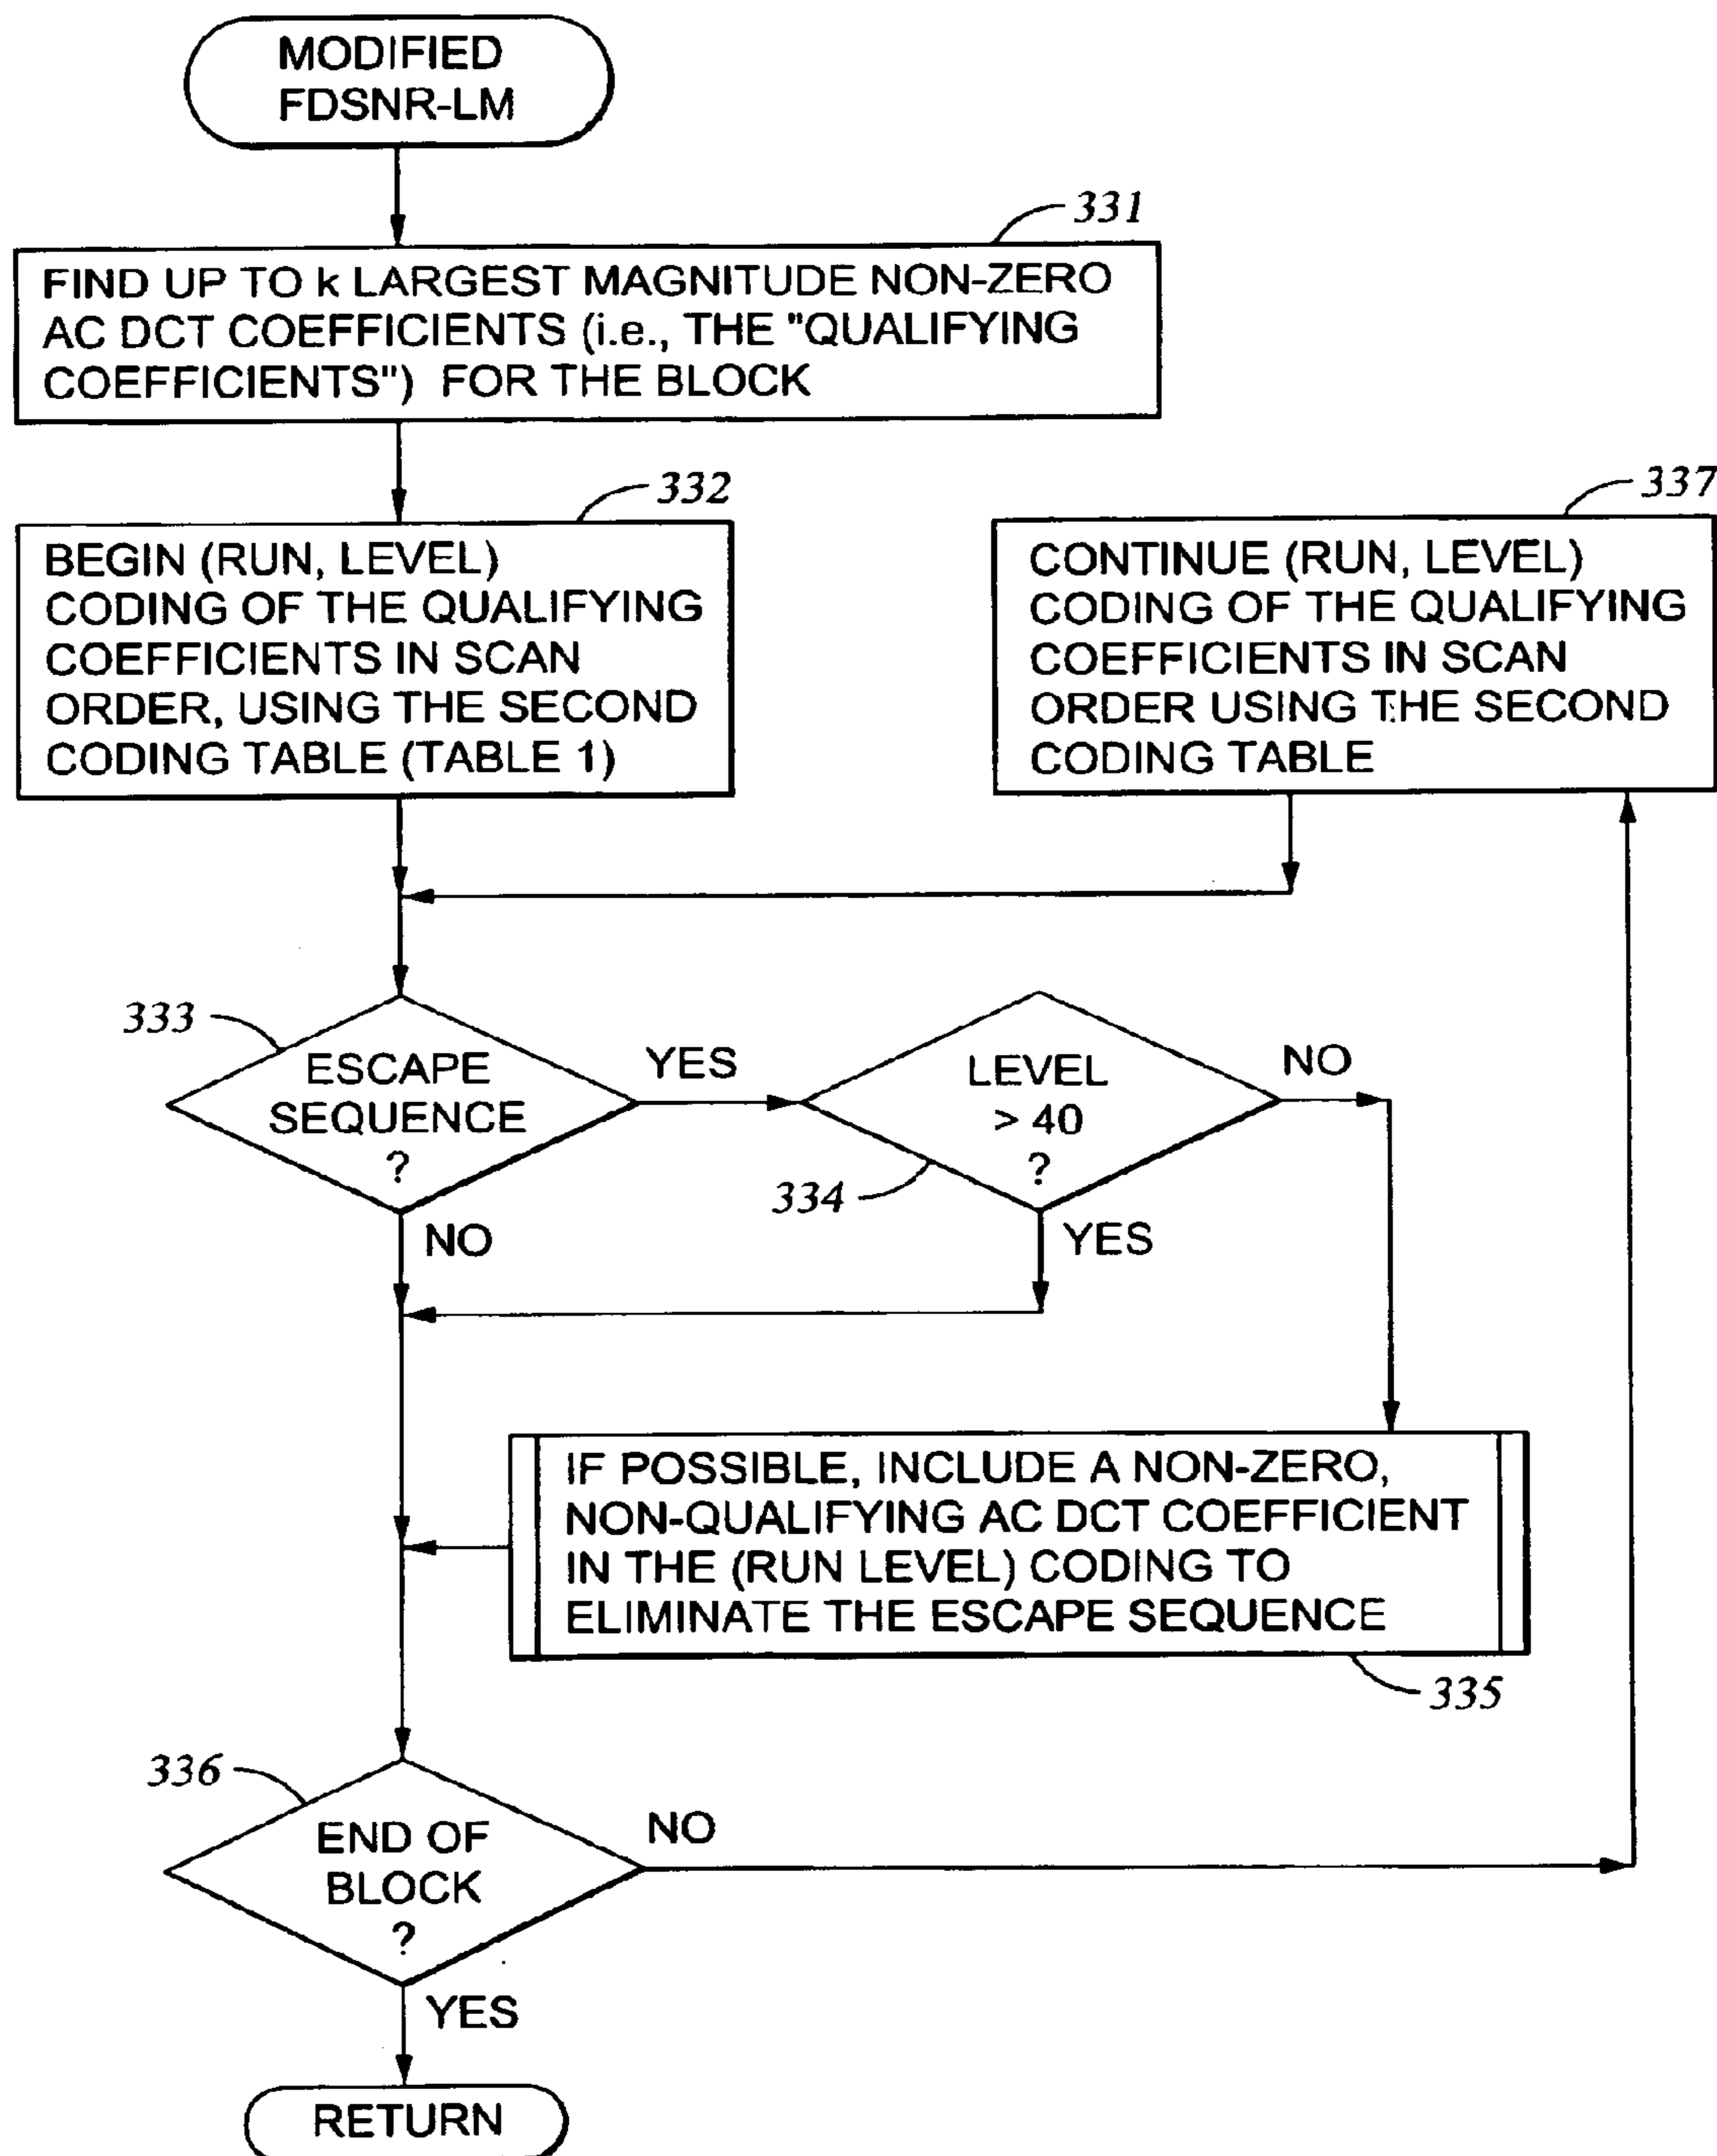 MODIFIED
FDSNR-LM
331
FIND UP TO k LARGEST MAGNITUDE NON-ZERO
AC DCT COEFFICIENTS (i.e., THE "QUALIFYING
COEFFICIENTS") FOR THE BLOCK
332
BEGIN (RUN, LEVEL)
CODING OF THE QUALIFYING
COEFFICIENTS IN SCAN
ORDER, USING THE SECOND
CODING TABLE (TABLE 1)
337
CONTINUE (RUN, LEVEL)
CODING OF THE QUALIFYING
COEFFICIENTS IN SCAN
ORDER USING THE SECOND
CODING TABLE
333
ESCAPE
SEQUENCE
?
YES
NO
LEVEL
> 40
?
334
NO
YES
IF POSSIBLE, INCLUDE A NON-ZERO,
NON-QUALIFYING AC DCT COEFFICIENT
IN THE (RUN LEVEL) CODING TO
ELIMINATE THE ESCAPE SEQUENCE
335
336
END OF
BLOCK
?
NO
YES
RETURN